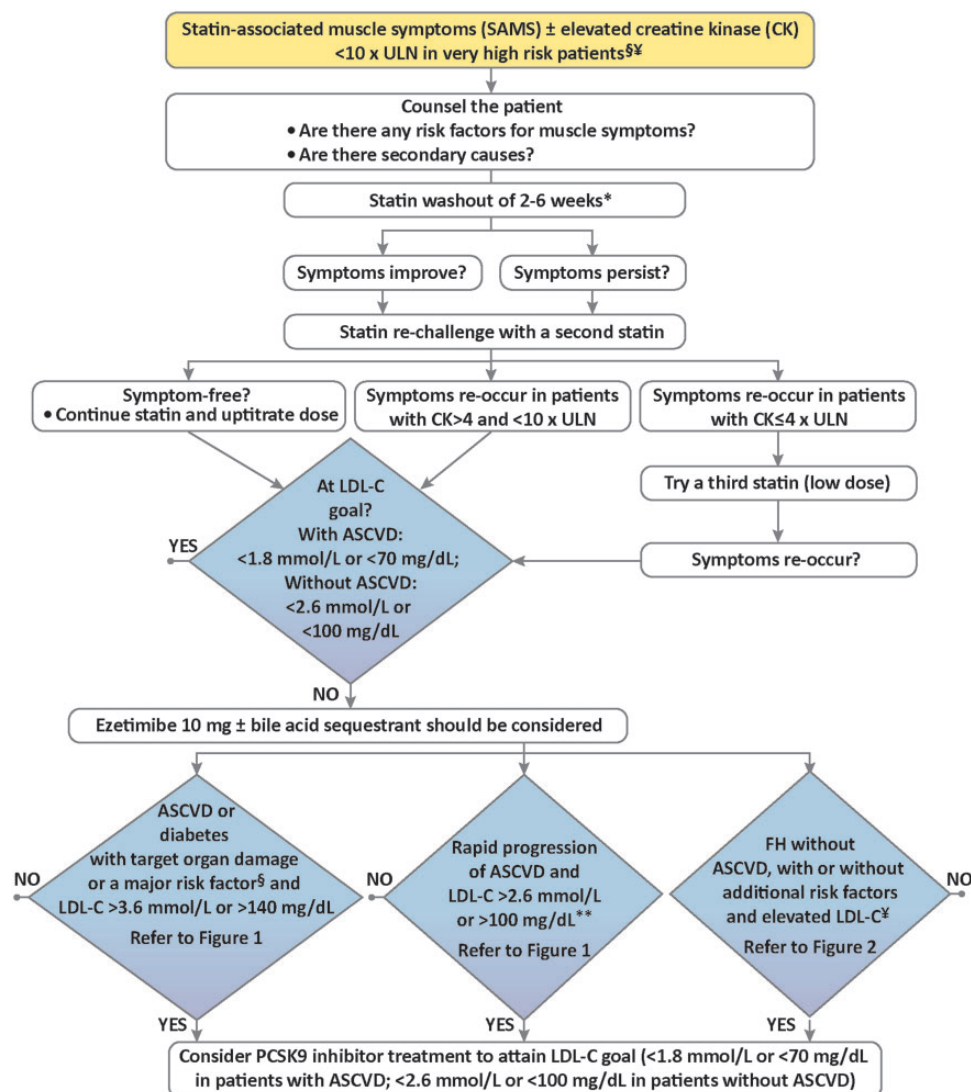 Statin-associated muscle symptoms (SAMS) ± elevated creatine kinase (CK)
<10 x ULN in very high risk patients§¥
Counsel the patient
• Are there any risk factors for muscle symptoms?
• Are there secondary causes?
Statin washout of 2-6 weeks*
Symptoms improve?
Symptoms persist?
Statin re-challenge with a second statin
Symptom-free?
• Continue statin and uptitrate dose
Symptoms re-occur in patients
with CK>4 and <10 x ULN
Symptoms re-occur in patients
with CK≤4 x ULN
Try a third statin (low dose)
Symptoms re-occur?
At LDL-C
goal?
With ASCVD:
<1.8 mmol/L or <70 mg/dL;
Without ASCVD:
<2.6 mmol/L or
<100 mg/dL
YES
NO
Ezetimibe 10 mg ± bile acid sequestrant should be considered
ASCVD or
diabetes
with target organ damage
or a major risk factor§ and
LDL-C >3.6 mmol/L or >140 mg/dL
Refer to Figure 1
NO
YES
Rapid progression
of ASCVD and
LDL-C >2.6 mmol/L
or >100 mg/dL**
Refer to Figure 1
NO
YES
FH without
ASCVD, with or without
additional risk factors
and elevated LDL-C¥
Refer to Figure 2
NO
YES
Consider PCSK9 inhibitor treatment to attain LDL-C goal (<1.8 mmol/L or <70 mg/dL
in patients with ASCVD; <2.6 mmol/L or <100 mg/dL in patients without ASCVD)